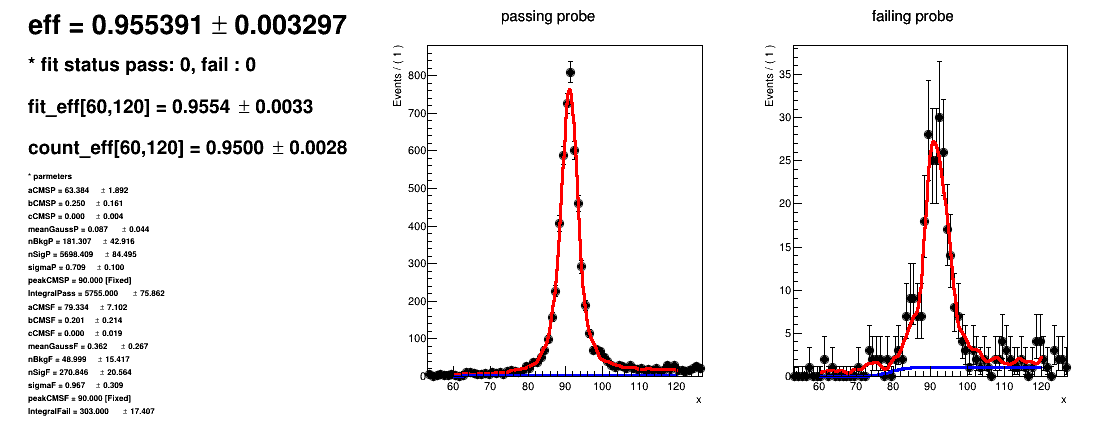 eff = 0.955391 ± 0.003297
* fit status pass: 0, fail : 0
fit_eff[60,120] = 0.9554 ± 0.0033
count_eff[60,120] = 0.9500 ± 0.0028
* parmeters
aCMSP = 63.384 ± 1.892
bCMSP = 0.250 ± 0.161
cCMSP = 0.000 ± 0.004
meanGaussP = 0.087 ± 0.044
nBkgP = 181.307 ± 42.916
nSigP = 5698.409 ± 84.495
sigmaP = 0.709 ± 0.100
peakCMSP = 90.000 [Fixed]
IntegralPass = 5755.000 ± 75.862
aCMSF = 79.334 ± 7.102
bCMSF = 0.201 ± 0.214
cCMSF = 0.000 ± 0.019
meanGaussF = 0.362 ± 0.267
nBkgF = 48.999 ± 15.417
nSigF = 270.846 ± 20.564
sigmaF = 0.967 ± 0.309
peakCMSF = 90.000 [Fixed]
IntegralFail = 303.000 ± 17.407
passing probe
Events / ( 1 )
800
700
600
500
400
300
200
100
0
60 70 80 90 100 110 120
x
failing probe
Events / ( 1 )
35
30
25
20
15
10
5
0
60 70 80 90 100 110 120
x